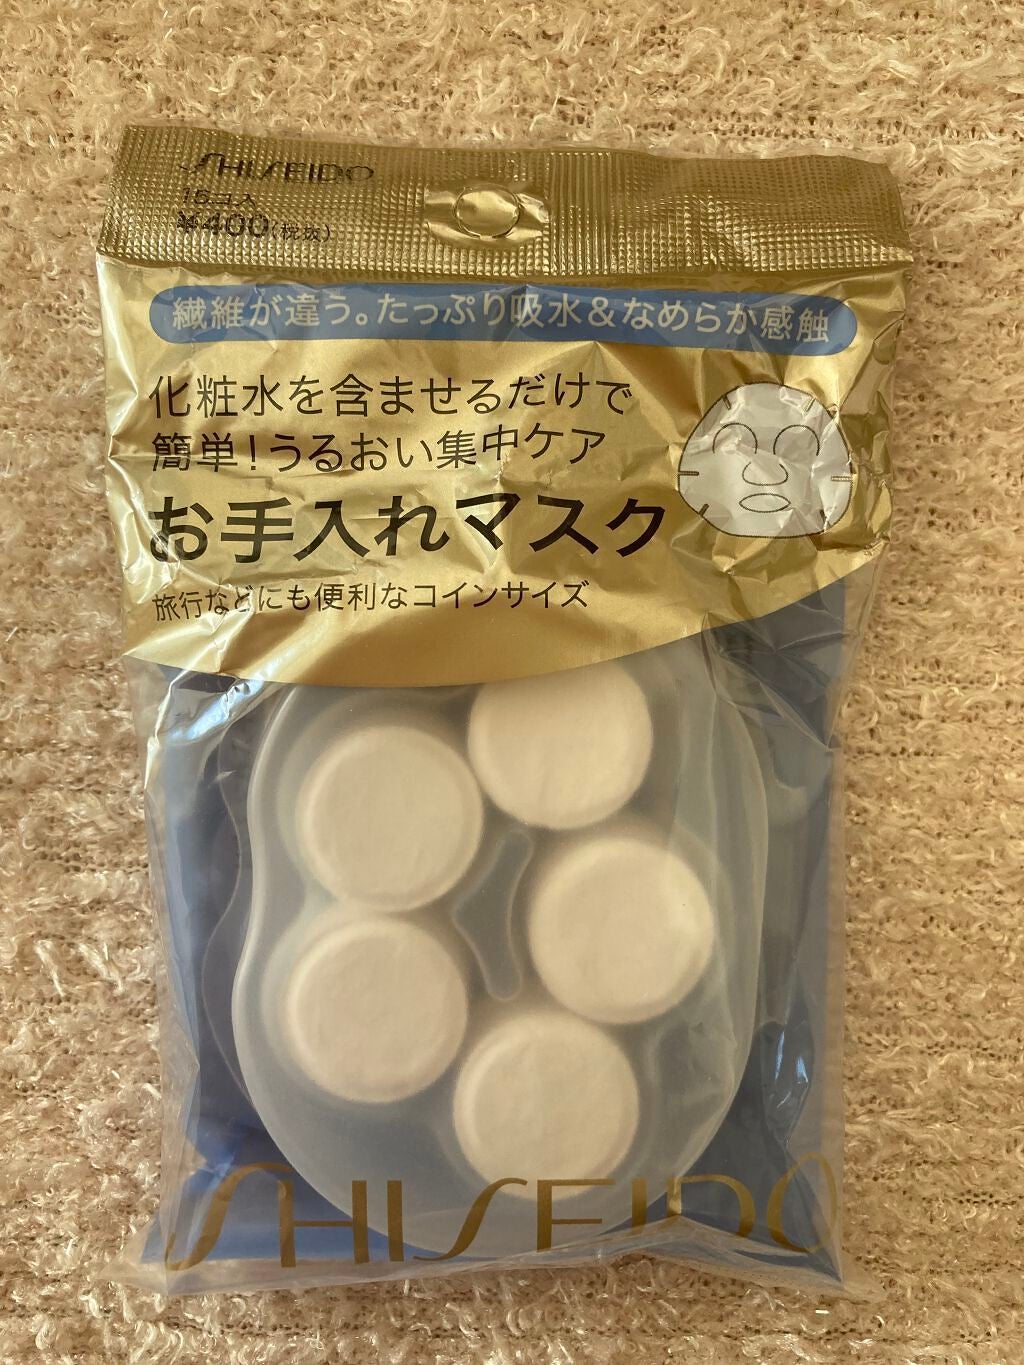 SHISEIDO
15コ入
¥400(税抜)
繊維が違う。たっぷり吸水&なめらか感触
化粧水を含ませるだけで
簡単！うるおい集中ケア
お手入れマスク
旅行などにも便利なコインサイズ
SHISEIDO